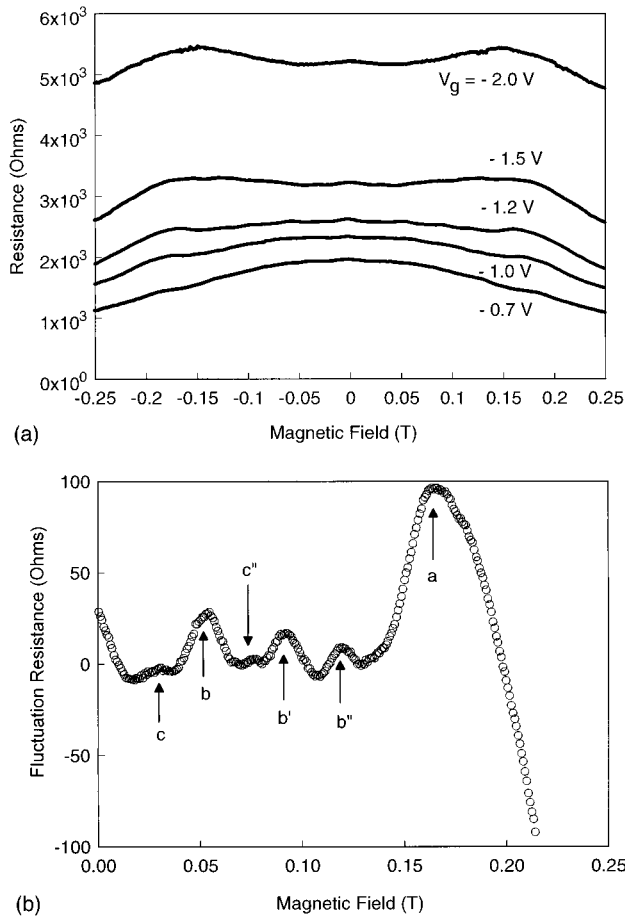 6x10³
5x10³
4x10³
3x10³
2x10³
1x10³
0x10⁰
Resistance (Ohms)
Vg = - 2.0 V
- 1.5 V
- 1.2 V
- 1.0 V
- 0.7 V
-0.25 -0.2 -0.15 -0.1 -0.05 0 0.05 0.1 0.15 0.2 0.25
(a)
Magnetic Field (T)
100
50
0
-50
-100
Fluctuation Resistance (Ohms)
c"
a
c
b
b'
b"
0.00 0.05 0.10 0.15 0.20 0.25
(b)
Magnetic Field (T)